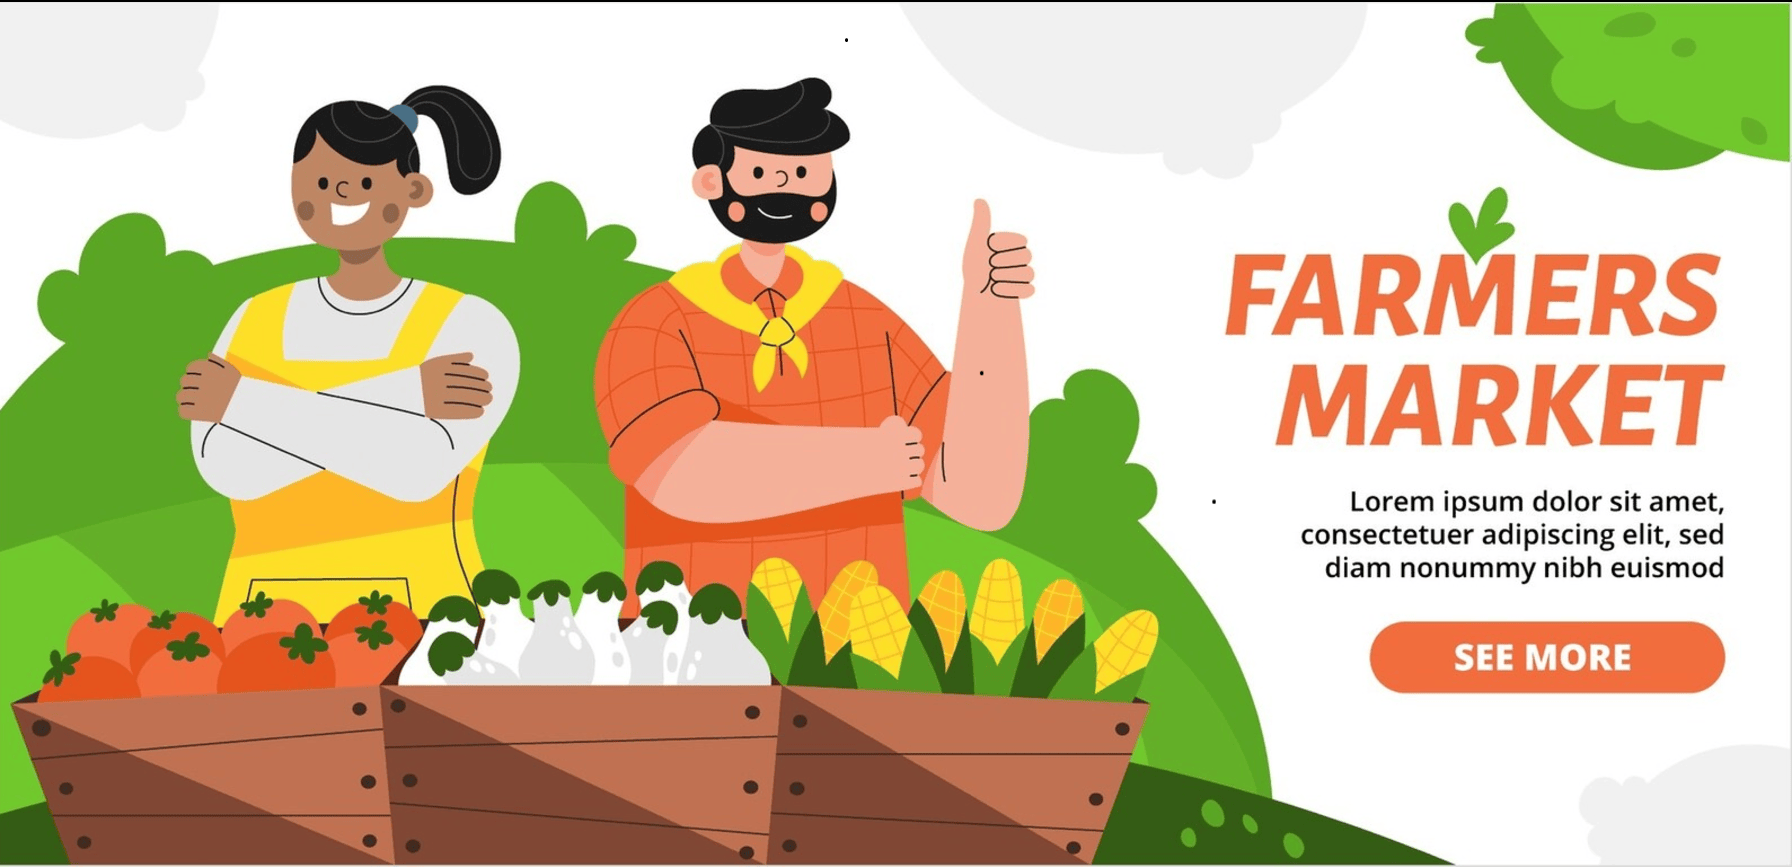 FARMERS
MARKET
Lorem ipsum dolor sit amet,
consectetuer adipiscing elit, sed
diam nonummy nibh euismod
SEE MORE